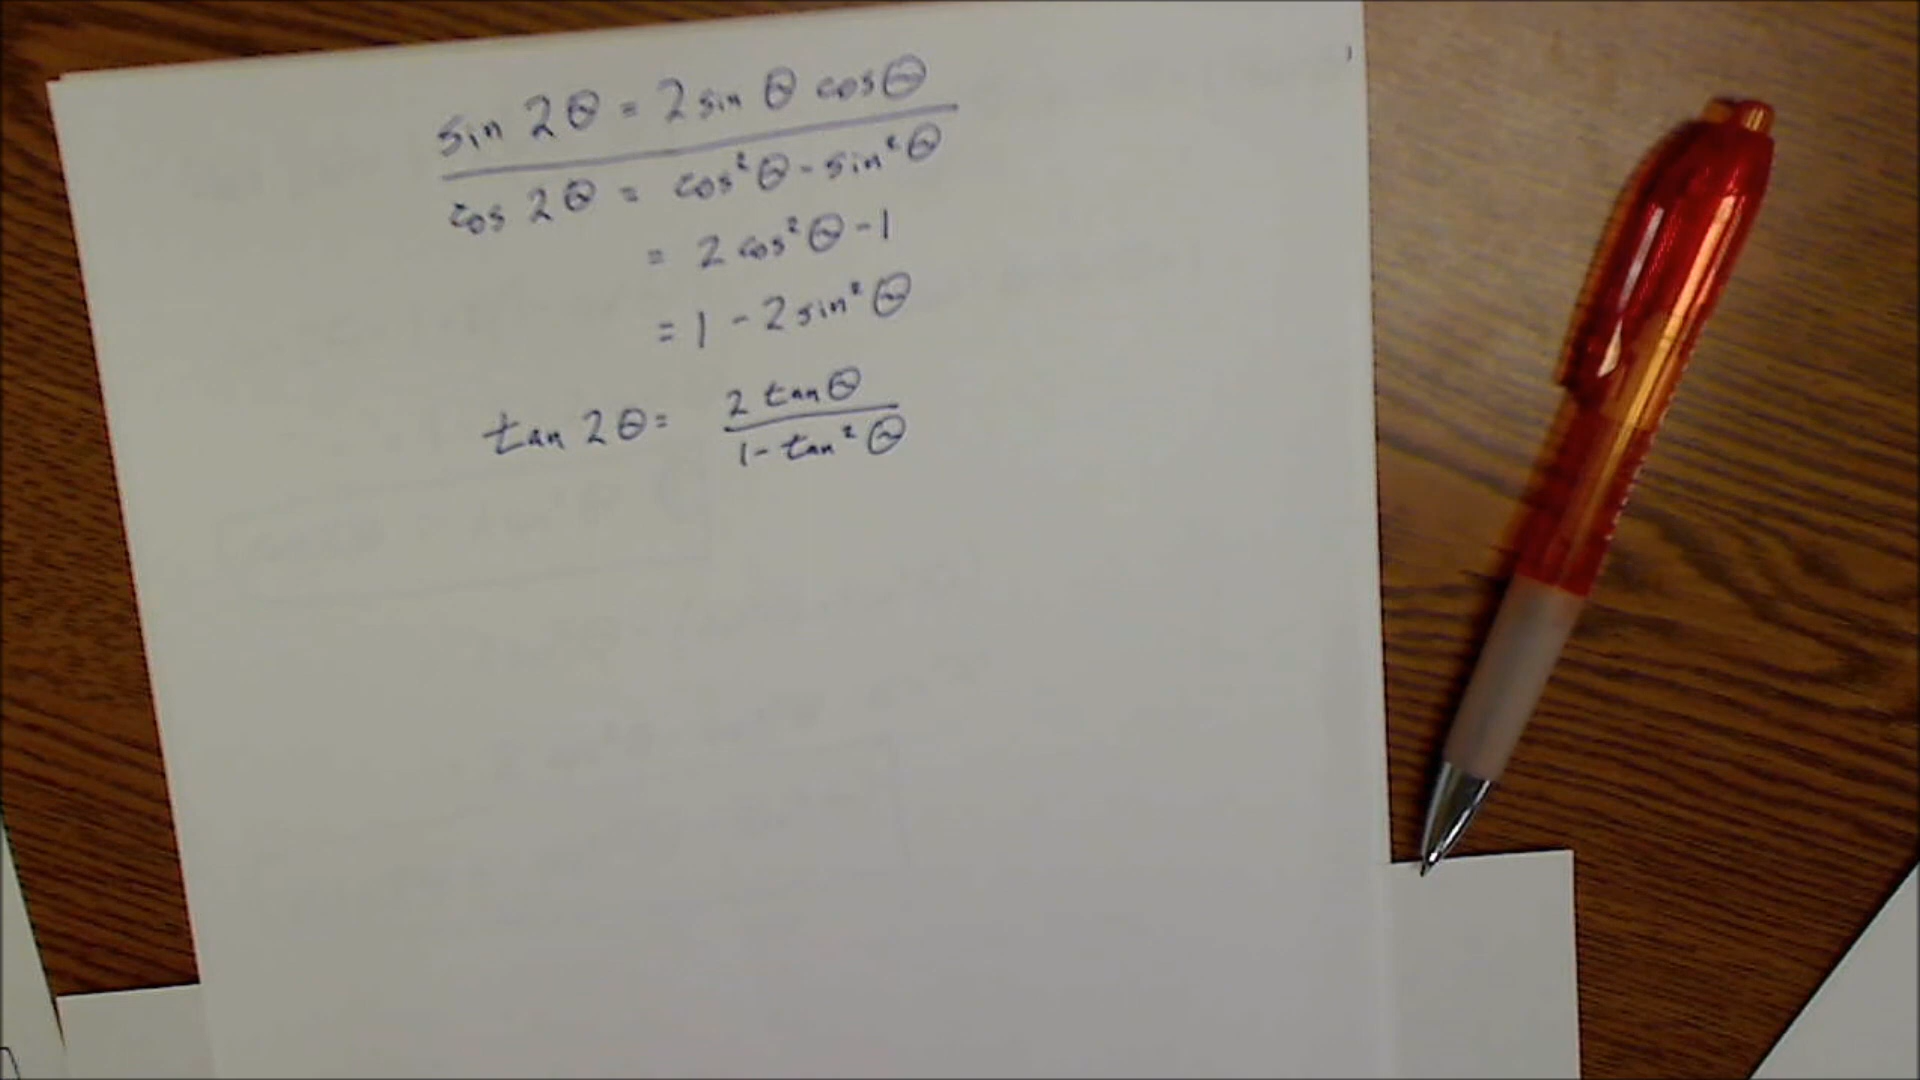 sin 2θ = 2 sin θ cos θ
cos 2θ = cos²θ - sin²θ
= 2 cos²θ - 1
= 1 - 2 sin²θ
tan 2θ = 2 tan θ
1 - tan²θ